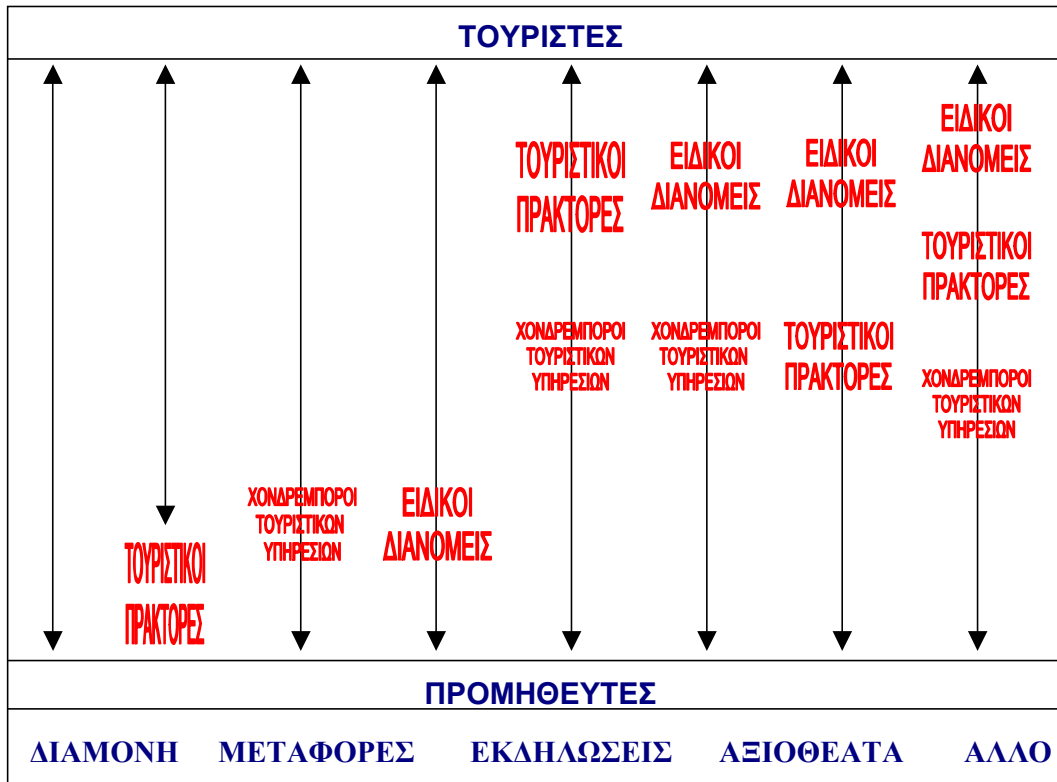 ΤΟΥΡΙΣΤΕΣ
ΤΟΥΡΙΣΤΙΚΟΙ
ΠΡΑΚΤΟΡΕΣ
ΧΟΝΔΡΕΜΠΟΡΟΙ
ΤΟΥΡΙΣΤΙΚΩΝ
ΥΠΗΡΕΣΙΩΝ
ΕΙΔΙΚΟΙ
ΔΙΑΝΟΜΕΙΣ
ΤΟΥΡΙΣΤΙΚΟΙ
ΠΡΑΚΤΟΡΕΣ
ΧΟΝΔΡΕΜΠΟΡΟΙ
ΤΟΥΡΙΣΤΙΚΩΝ
ΥΠΗΡΕΣΙΩΝ
ΕΙΔΙΚΟΙ
ΔΙΑΝΟΜΕΙΣ
ΧΟΝΔΡΕΜΠΟΡΟΙ
ΤΟΥΡΙΣΤΙΚΩΝ
ΥΠΗΡΕΣΙΩΝ
ΕΙΔΙΚΟΙ
ΔΙΑΝΟΜΕΙΣ
ΤΟΥΡΙΣΤΙΚΟΙ
ΠΡΑΚΤΟΡΕΣ
ΕΙΔΙΚΟΙ
ΔΙΑΝΟΜΕΙΣ
ΤΟΥΡΙΣΤΙΚΟΙ
ΠΡΑΚΤΟΡΕΣ
ΧΟΝΔΡΕΜΠΟΡΟΙ
ΤΟΥΡΙΣΤΙΚΩΝ
ΥΠΗΡΕΣΙΩΝ
ΠΡΟΜΗΘΕΥΤΕΣ
ΔΙΑΜΟΝΗ ΜΕΤΑΦΟΡΕΣ ΕΚΔΗΛΩΣΕΙΣ ΑΞΙΟΘΕΑΤΑ ΑΛΛΟ